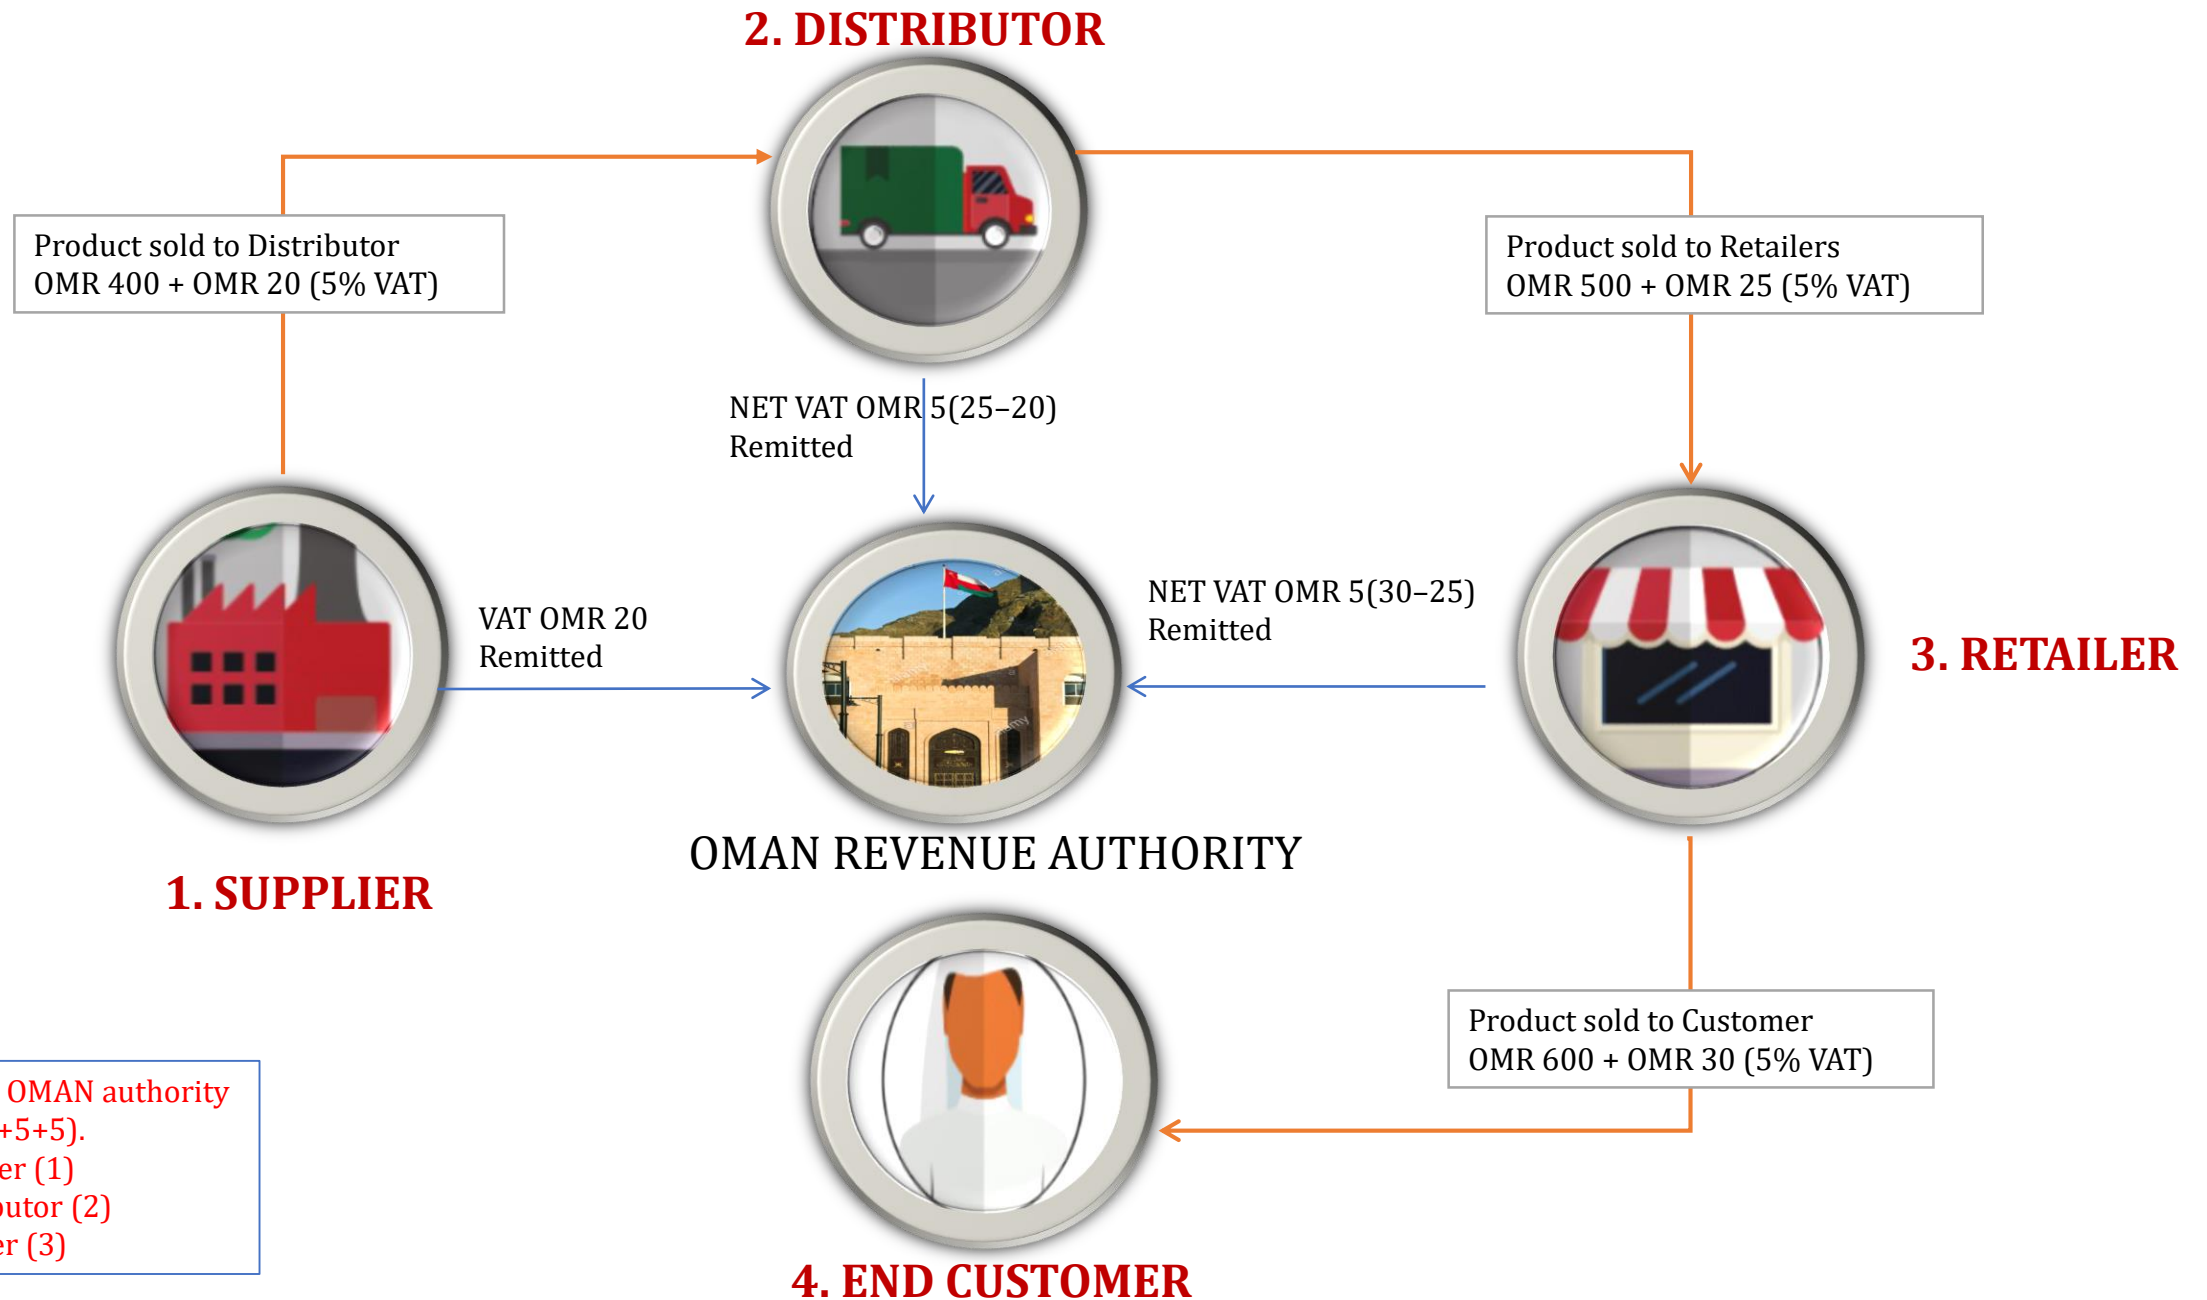 2. DISTRIBUTOR
Product sold to Distributor
OMR 400 + OMR 20 (5% VAT)
Product sold to Retailers
OMR 500 + OMR 25 (5% VAT)
NET VAT OMR 5(25–20)
Remitted
VAT OMR 20
Remitted
NET VAT OMR 5(30–25)
Remitted
3. RETAILER
OMAN REVENUE AUTHORITY
1. SUPPLIER
Product sold to Customer
OMR 600 + OMR 30 (5% VAT)
OMAN authority
+5+5).
er (1)
butor (2)
er (3)
4. END CUSTOMER